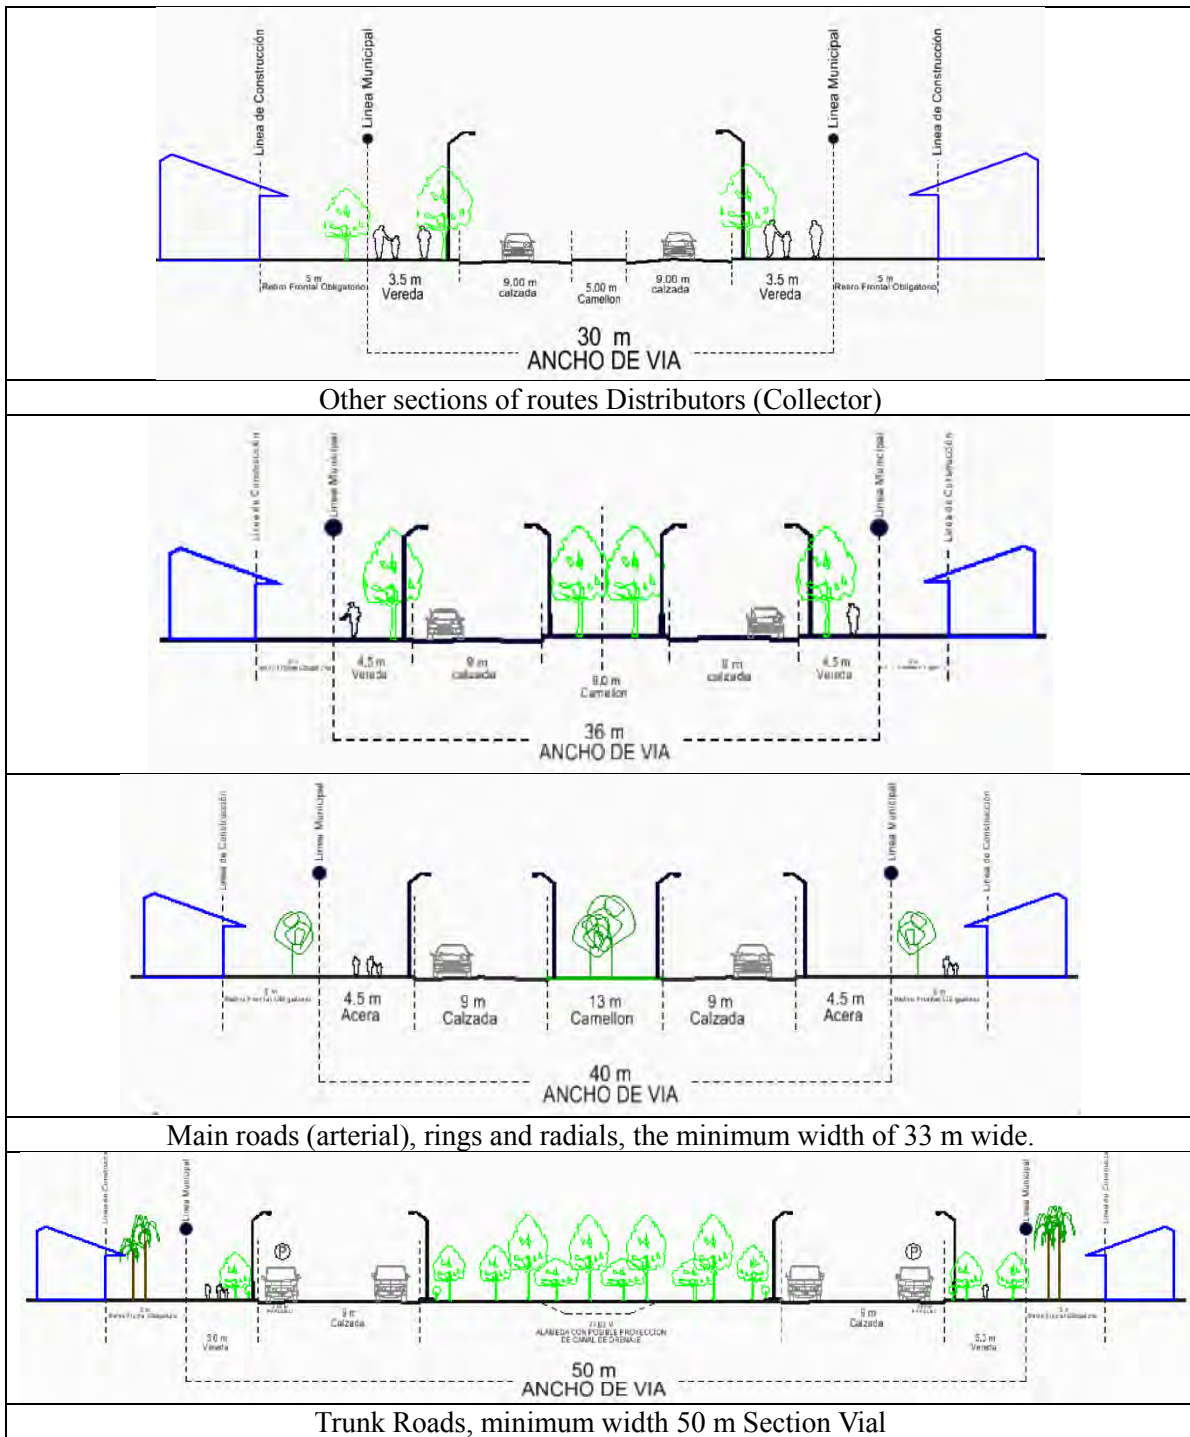 Linea de Construcción
Linea Municipal
Linea Municipal
Linea de Construcción
5 m
Retiro Frontal Obligatorio
3.5 m
Vereda
9.00 m
calzada
5.00 m
Camellon
9.00 m
calzada
3.5 m
Vereda
5 m
Retiro Frontal Obligatorio
30 m
ANCHO DE VIA
Other sections of routes Distributors (Collector)
Linea de Construcción
Linea Municipal
Linea Municipal
Linea de Construcción
4.5 m
Vereda
9 m
calzada
Camellon
calzada
4.5 m
Vereda
36 m
ANCHO DE VIA
Linea de Construcción
Linea Municipal
Linea Municipal
Linea de Construcción
Retiro Frontal Obligatorio
4.5 m
Acera
9 m
Calzada
13 m
Camellon
9 m
Calzada
4.5 m
Acera
Retiro Frontal Obligatorio
40 m
ANCHO DE VIA
Main roads (arterial), rings and radials, the minimum width of 33 m wide.
Linea Municipal
Linea Municipal
P
P
Retiro Frontal Obligatorio
Vereda
9 m
Calzada
ALAMEDA CON POSIBLE PROYECCION
DE CANAL DE DRENAJE
9 m
Calzada
Vereda
Retiro Frontal Obligatorio
50 m
ANCHO DE VIA
Trunk Roads, minimum width 50 m Section Vial